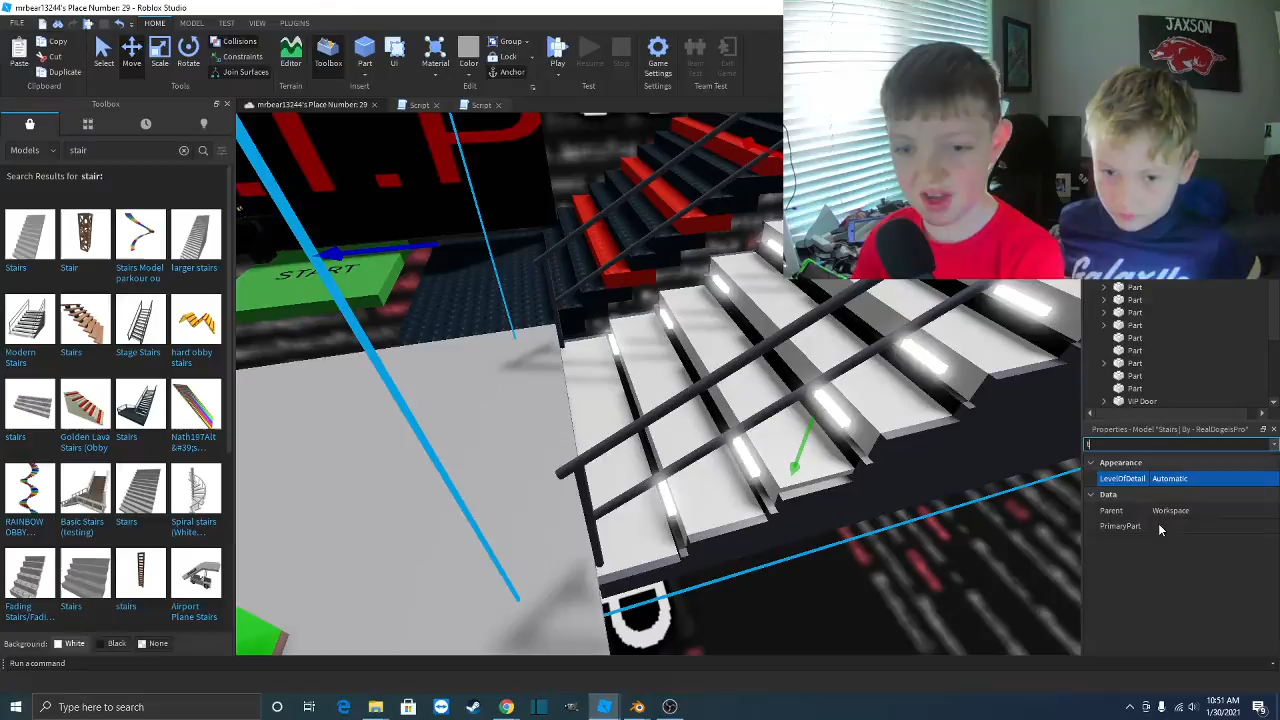 mrbear13244's Place Number: 29 - Roblox Studio
FILE HOME MODEL TEST VIEW PLUGINS
Paste Copy Cut Duplicate
Move Scale Rotate Collisions Constraints Join Surfaces
Toolbox Insert UI Material Color Group Lock Anchor
Play Resume Stop Game Settings Team Test Exit Game
Clipboard Tools Terrain Insert Edit Test Settings Team Test
mrbear13244's Place Number: 29 Script Script
Models stair
Search Results for stair:
Stairs Stair Stairs Model parkour ou larger stairs
Modern Stairs Stairs Stage Stairs hard obby stairs
stairs Golden Lava Stairs (Obby Stairs Nath197Alt &#39;s...
RAINBOW OBBY... Basic Stairs (testing) Stairs Spiral stairs (White...
Fading Stairs/Fadi... Stairs stairs Airport Plane Stairs
Background: White Black None
Run a command
START
JAXSON
Galaxy
Part
Part
Part
Part
Part
Part
Part
Part
Part
VIP Door
Properties - Model "Stairs | By - RealDogeisPro"
Appearance
LevelOfDetail Automatic
Data
Parent Workspace
PrimaryPart
Type here to search
10:51 AM
1/30/2021